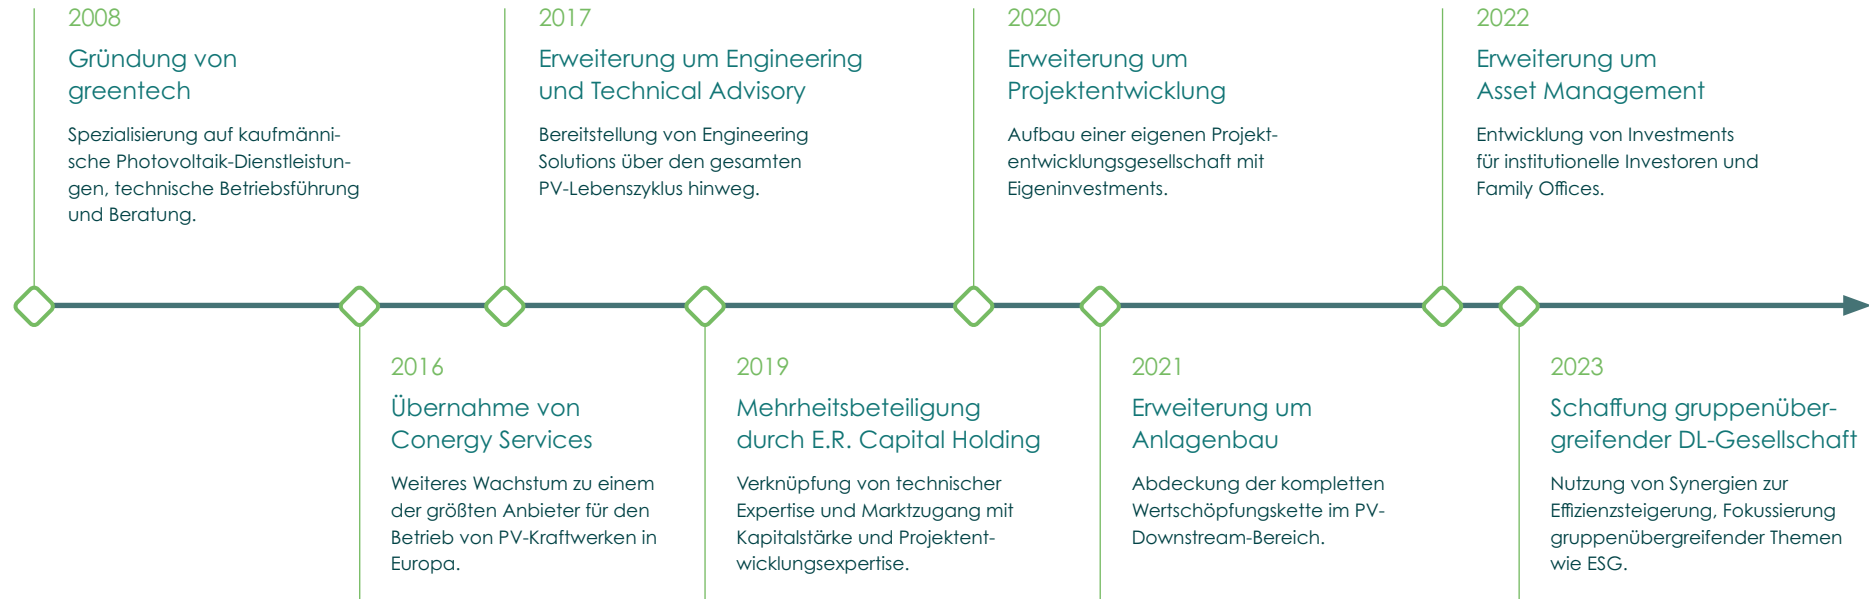 2008
Gründung von
greentech
Spezialisierung auf kaufmänni-
sche Photovoltaik-Dienstleistun-
gen, technische Betriebsführung
und Beratung.
2017
Erweiterung um Engineering
und Technical Advisory
Bereitstellung von Engineering
Solutions über den gesamten
PV-Lebenszyklus hinweg.
2020
Erweiterung um
Projektentwicklung
Aufbau einer eigenen Projekt-
entwicklungsgesellschaft mit
Eigeninvestments.
2022
Erweiterung um
Asset Management
Entwicklung von Investments
für institutionelle Investoren und
Family Offices.
2016
Übernahme von
Conergy Services
Weiteres Wachstum zu einem
der größten Anbieter für den
Betrieb von PV-Kraftwerken in
Europa.
2019
Mehrheitsbeteiligung
durch E.R. Capital Holding
Verknüpfung von technischer
Expertise und Marktzugang mit
Kapitalstärke und Projektent-
wicklungsexpertise.
2021
Erweiterung um
Anlagenbau
Abdeckung der kompletten
Wertschöpfungskette im PV-
Downstream-Bereich.
2023
Schaffung gruppenüber-
greifender DL-Gesellschaft
Nutzung von Synergien zur
Effizienzsteigerung, Fokussierung
gruppenübergreifender Themen
wie ESG.